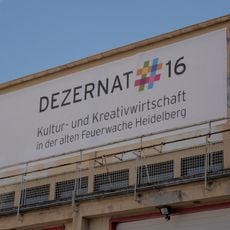 DEZERNAT#16
Kultur- und Kreativwirtschaft
in der alten Feuerwache Heidelberg